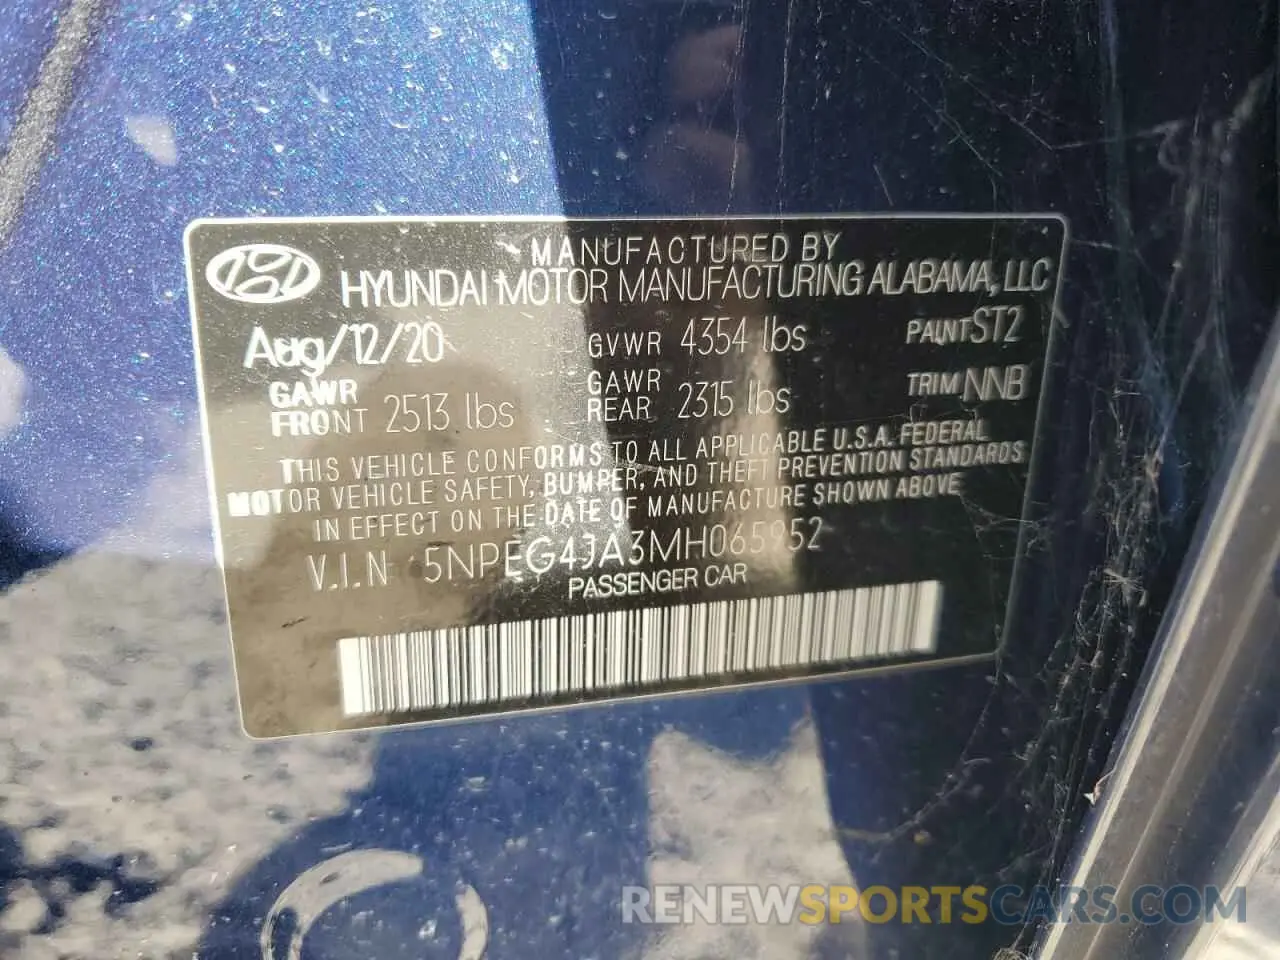 MANUFACTURED BY
HYUNDAI MOTOR MANUFACTURING ALABAMA, LLC
Aug/12/20 GVWR 4354 lbs PAINT ST2
GAWR FRONT 2513 lbs GAWR REAR 2315 lbs TRIM NNB
THIS VEHICLE CONFORMS TO ALL APPLICABLE U.S.A. FEDERAL
MOTOR VEHICLE SAFETY, BUMPER, AND THEFT PREVENTION STANDARDS
IN EFFECT ON THE DATE OF MANUFACTURE SHOWN ABOVE
V.I.N 5NPEG4JA3MH065952
PASSENGER CAR
RENEWSPORTSCARS.COM